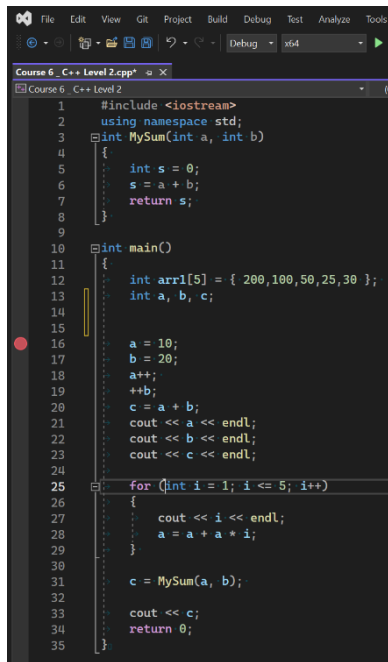 File Edit View Git Project Build Debug Test Analyze Tools
Debug x64
Course 6 _ C++ Level 2.cpp*
Course 6 _ C++ Level 2
1 #include <iostream>
2 using namespace std;
3 int MySum(int a, int b)
4 {
5 int s = 0;
6 s = a + b;
7 return s;
8 }
9
10 int main()
11 {
12 int arr1[5] = { 200,100,50,25,30 };
13 int a, b, c;
14
15
16 a = 10;
17 b = 20;
18 a++;
19 ++b;
20 c = a + b;
21 cout << a << endl;
22 cout << b << endl;
23 cout << c << endl;
24
25 for (int i = 1; i <= 5; i++)
26 {
27 cout << i << endl;
28 a = a + a * i;
29 }
30
31 c = MySum(a, b);
32
33 cout << c;
34 return 0;
35 }